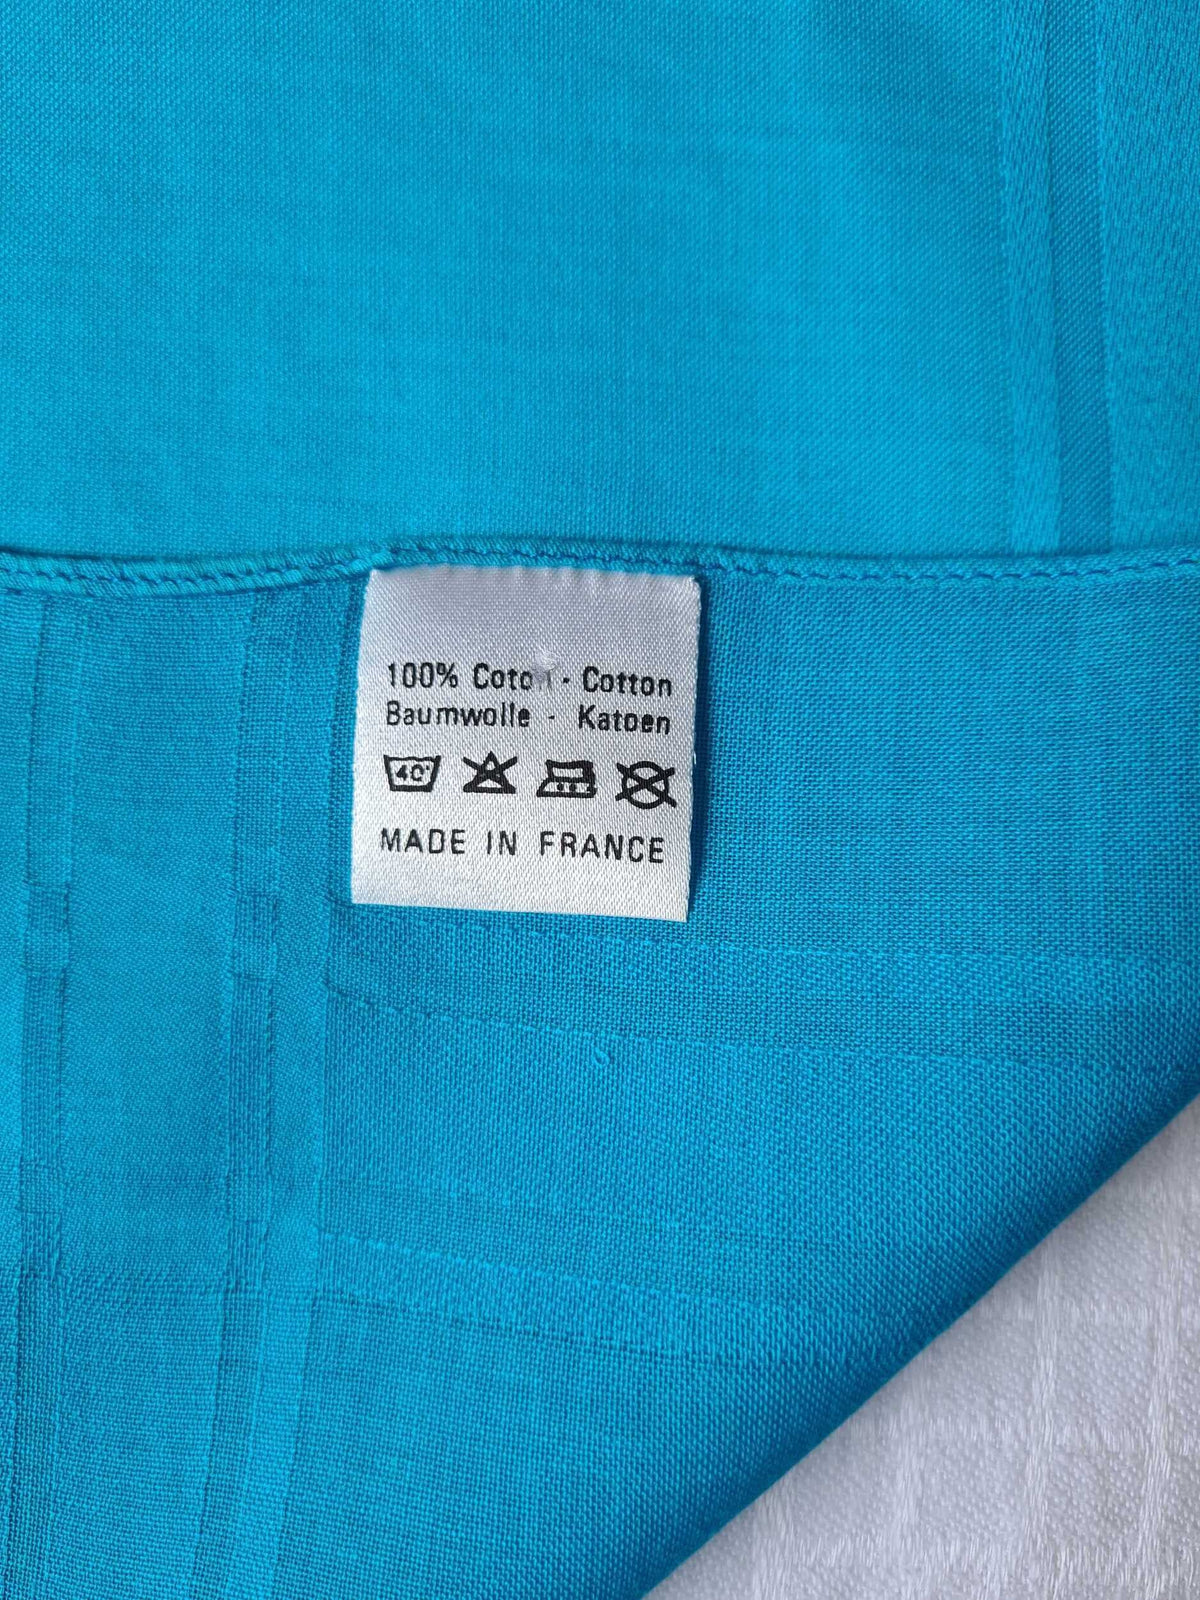 100% Coton - Cotton
Baumwolle - Katoen
40°
MADE IN FRANCE